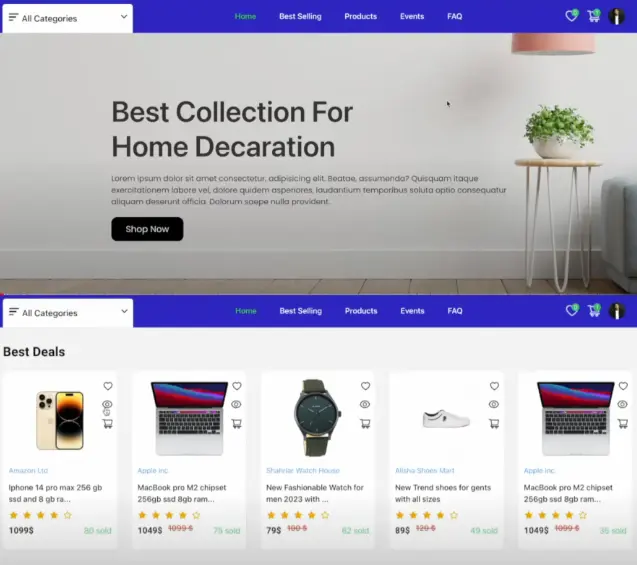 All Categories
Home Best Selling Products Events FAQ
Best Collection For
Home Decaration
Lorem ipsum dolor sit amet consectetur, adipisicing elit. Beatae, assumenda? Quisquam itaque
exercitationem labore vel, dolore quidem asperiores, laudantium temporibus soluta optio consequatur
aliquam deserunt officia. Dolorum saepe nulla provident.
Shop Now
All Categories
Home Best Selling Products Events FAQ
Best Deals
Amazon Ltd
Iphone 14 pro max 256 gb
ssd and 8 gb ra...
1099$ 80 sold
Apple inc.
MacBook pro M2 chipset
256gb ssd 8gb ram...
1049$ 1099 $ 75 sold
Shahriar Watch House
New Fashionable Watch for
men 2023 with ...
79$ 100 $ 62 sold
Alisha Shoes Mart
New Trend shoes for gents
with all sizes
89$ 120 $ 49 sold
Apple inc.
MacBook pro M2 chipset
256gb ssd 8gb ram...
1049$ 1099 $ 35 sold